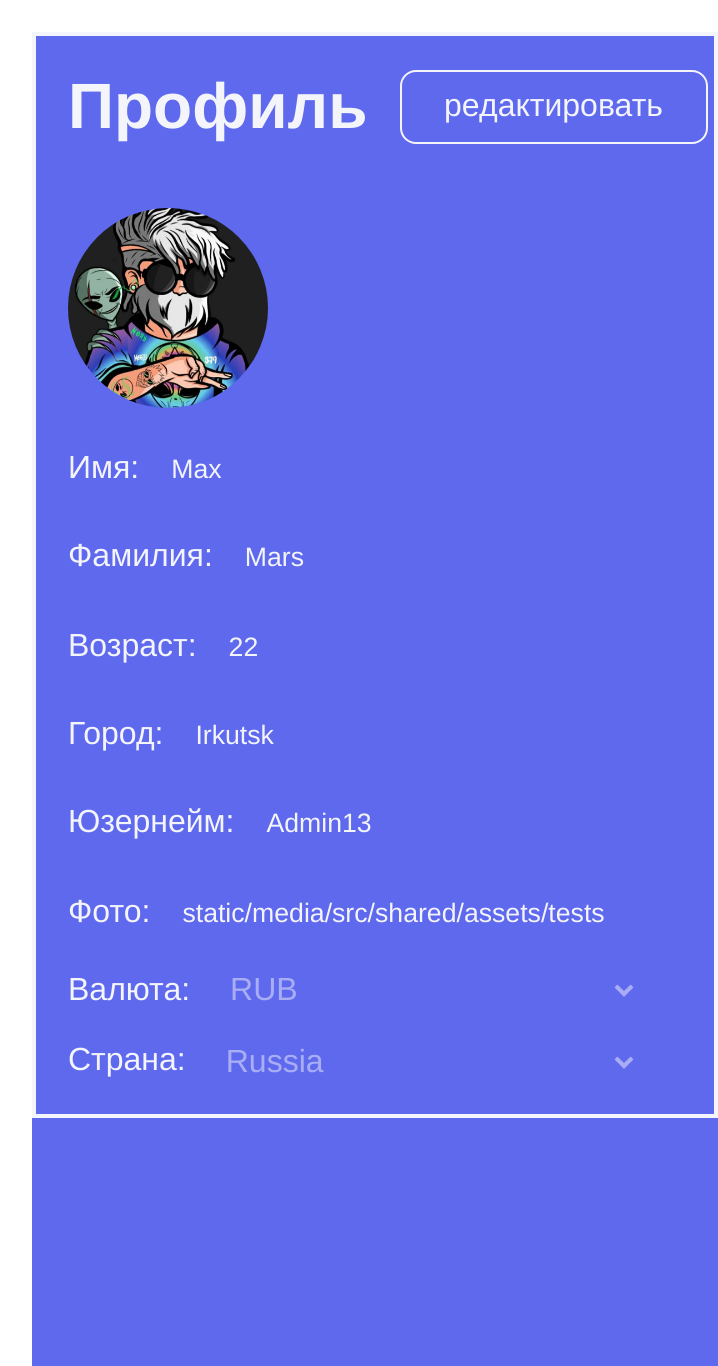 Профиль редактировать
Имя: Max
Фамилия: Mars
Возраст: 22
Город: Irkutsk
Юзернейм: Admin13
Фото: static/media/src/shared/assets/tests
Валюта: RUB
Страна: Russia